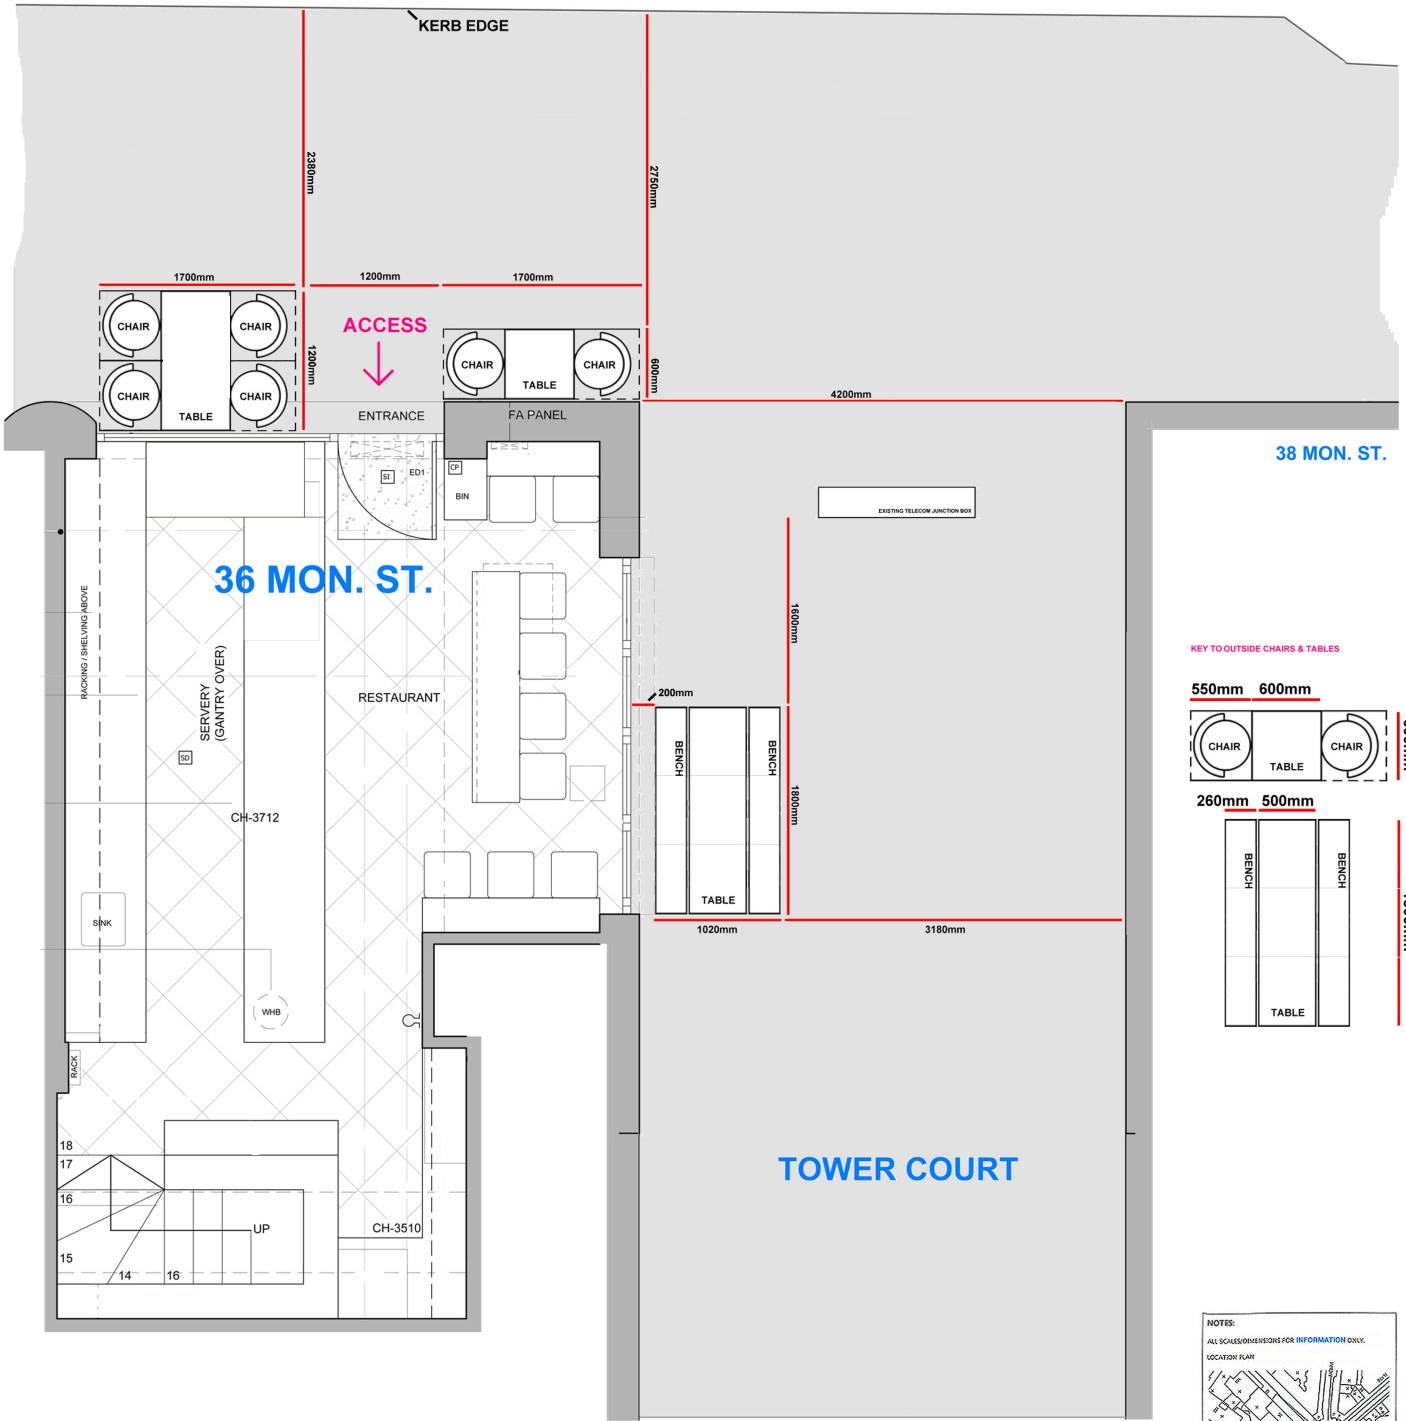 KERB EDGE
2380mm
2750mm
1700mm
1200mm
1700mm
ACCESS
CHAIR
CHAIR
CHAIR
CHAIR
TABLE
1200mm
CHAIR
CHAIR
TABLE
600mm
4200mm
ENTRANCE
FA PANEL
38 MON. ST.
SI
ED1
CP
BIN
EXISTING TELECOM JUNCTION BOX
36 MON. ST.
RACKING / SHELVING ABOVE
SERVERY
(GANTRY OVER)
RESTAURANT
1600mm
200mm
KEY TO OUTSIDE CHAIRS & TABLES
550mm
600mm
CHAIR
CHAIR
TABLE
SD
BENCH
BENCH
TABLE
1800mm
260mm
500mm
BENCH
BENCH
TABLE
CH-3712
SINK
1020mm
3180mm
WHB
RACK
18
17
16
15
14
16
UP
CH-3510
TOWER COURT
NOTES:
ALL SCALES/DIMENSIONS FOR INFORMATION ONLY.
LOCATION PLAN